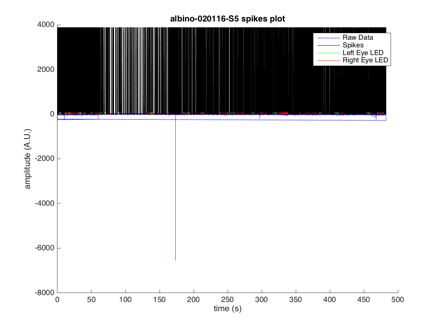 albino-020116-S5 spikes plot
4000
2000
0
-2000
-4000
-6000
-8000
amplitude (A.U.)
0 50 100 150 200 250 300 350 400 450 500
time (s)
Raw Data
Spikes
Left Eye LED
Right Eye LED